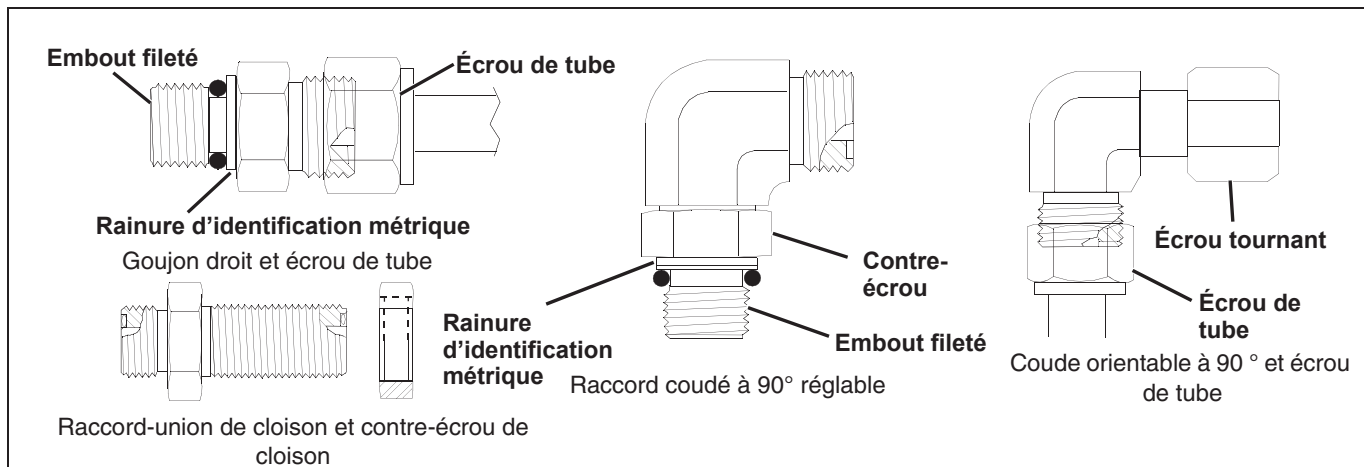 Embout fileté
Écrou de tube
Rainure d’identification métrique
Goujon droit et écrou de tube
Raccord-union de cloison et contre-écrou de
cloison
Contre-
écrou
Rainure
d’identification
métrique
Embout fileté
Raccord coudé à 90° réglable
Écrou tournant
Écrou de
tube
Coude orientable à 90 ° et écrou
de tube